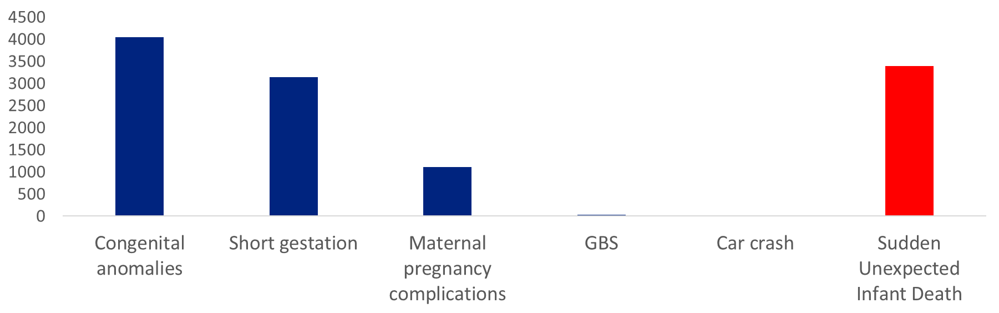 4500
4000
3500
3000
2500
2000
1500
1000
500
0
Congenital
anomalies
Short gestation
Maternal
pregnancy
complications
GBS
Car crash
Sudden
Unexpected
Infant Death